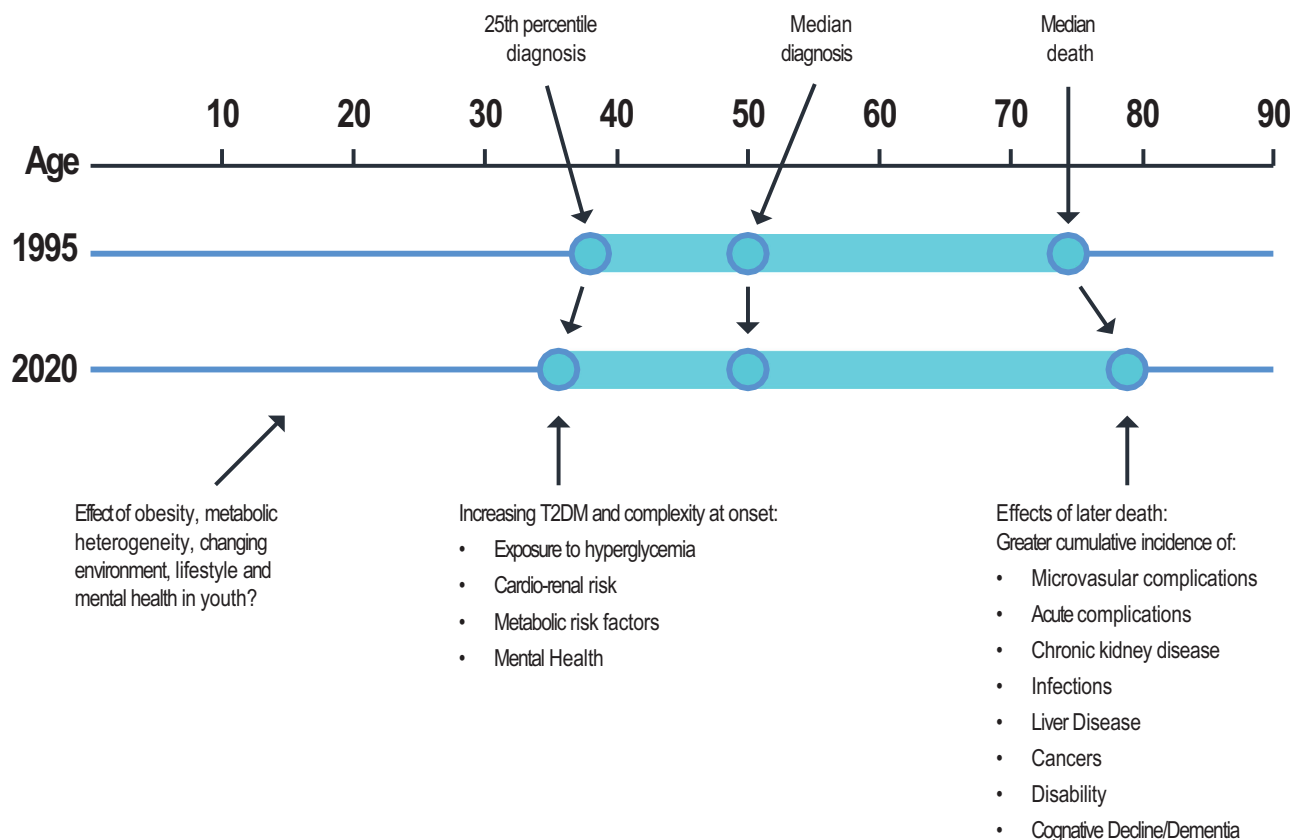 25th percentile
diagnosis
Median
diagnosis
Median
death
10 20 30 40 50 60 70 80 90
Age
1995
2020
Effect of obesity, metabolic
heterogeneity, changing
environment, lifestyle and
mental health in youth?
Increasing T2DM and complexity at onset:
• Exposure to hyperglycemia
• Cardio-renal risk
• Metabolic risk factors
• Mental Health
Effects of later death:
Greater cumulative incidence of:
• Microvasular complications
• Acute complications
• Chronic kidney disease
• Infections
• Liver Disease
• Cancers
• Disability
• Cognitive Decline/Dementia